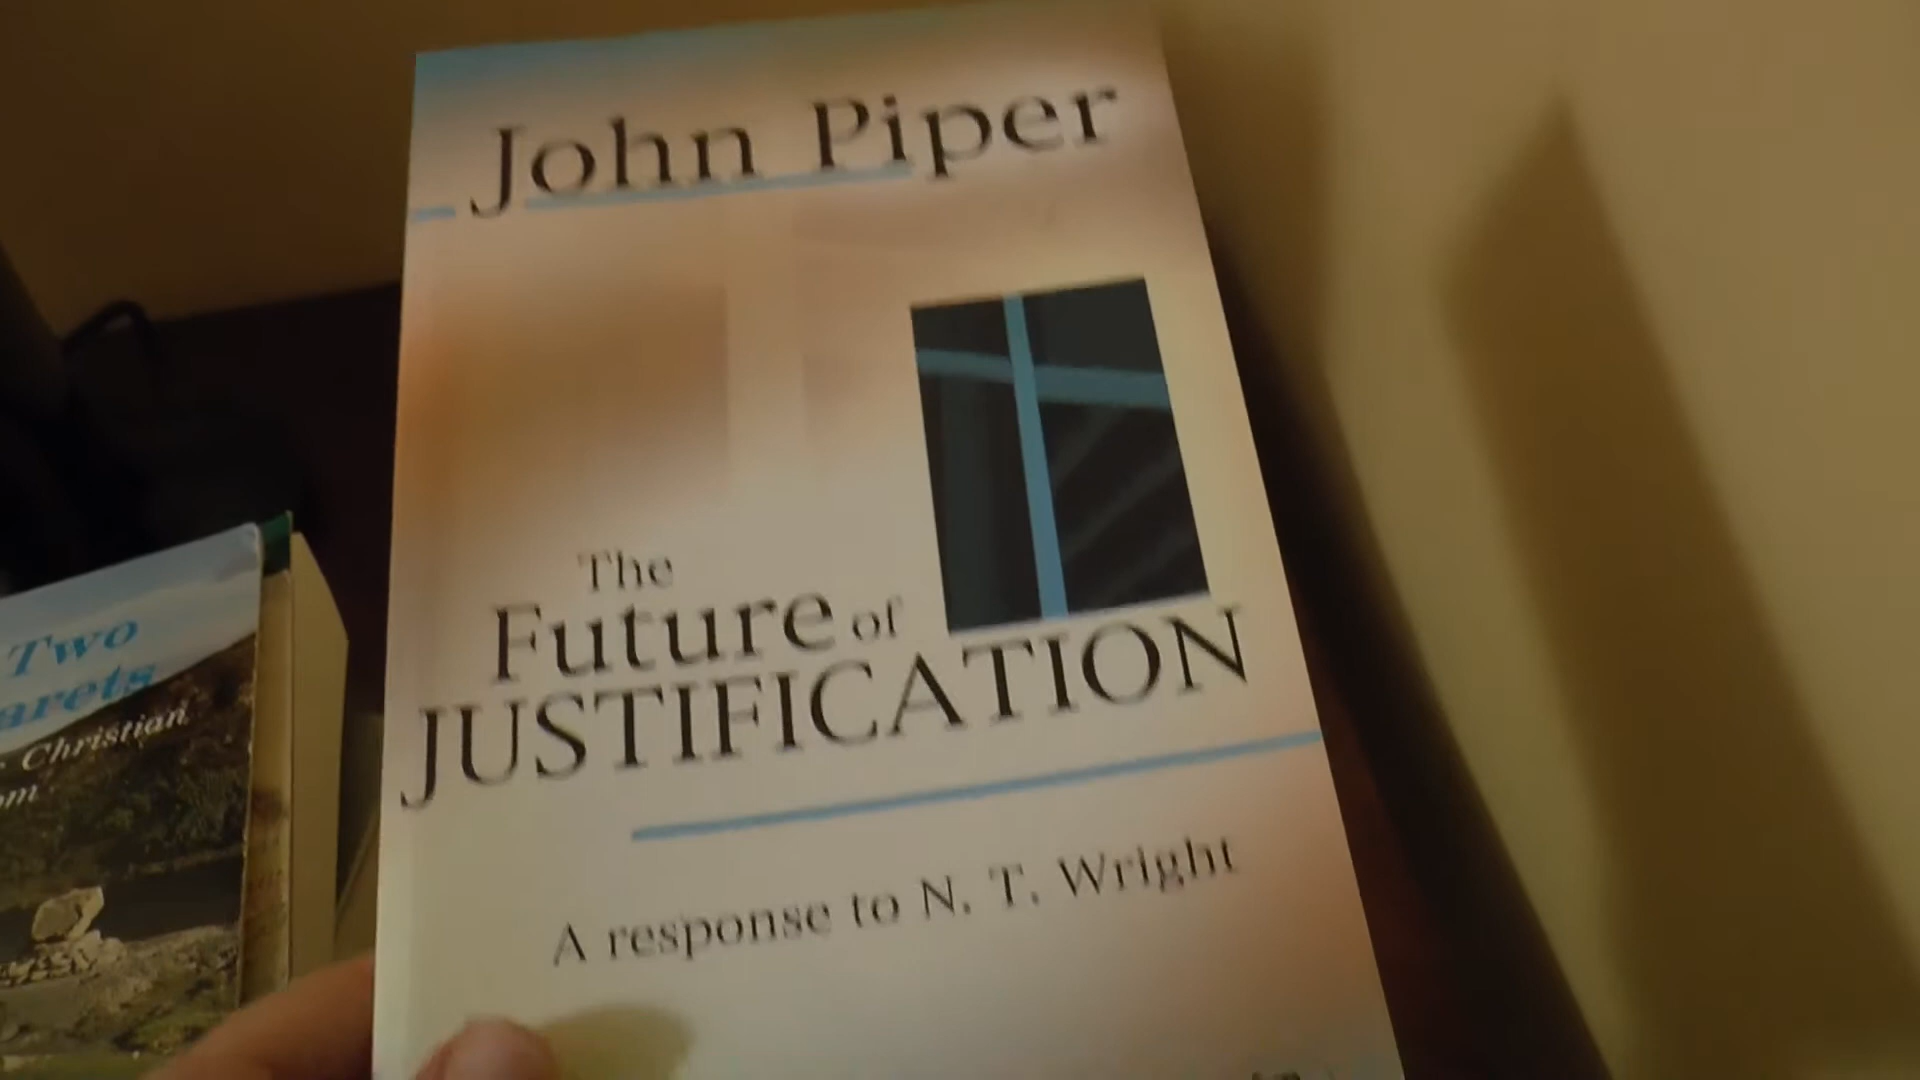 John Piper
The
Future of
JUSTIFICATION
A response to N. T. Wright
Two
arets
Christian
om